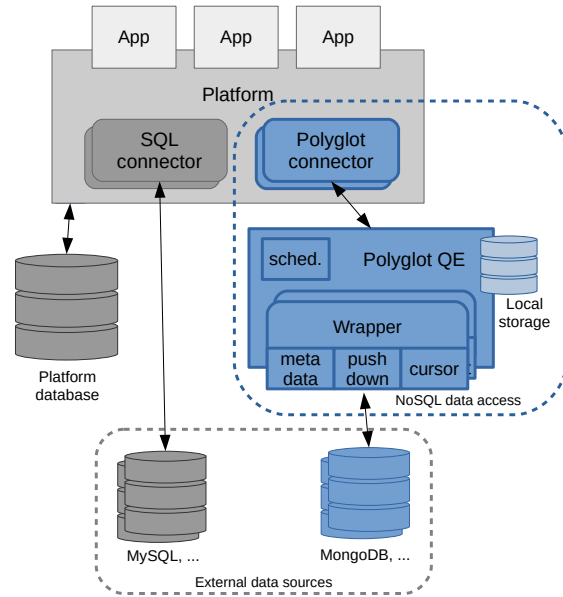 App
App
App
Platform
SQL
connector
Polyglot
connector
sched.
Polyglot QE
Local
storage
Wrapper
meta
data
push
down
cursor
Platform
database
NoSQL data access
MySQL, ...
MongoDB, ...
External data sources